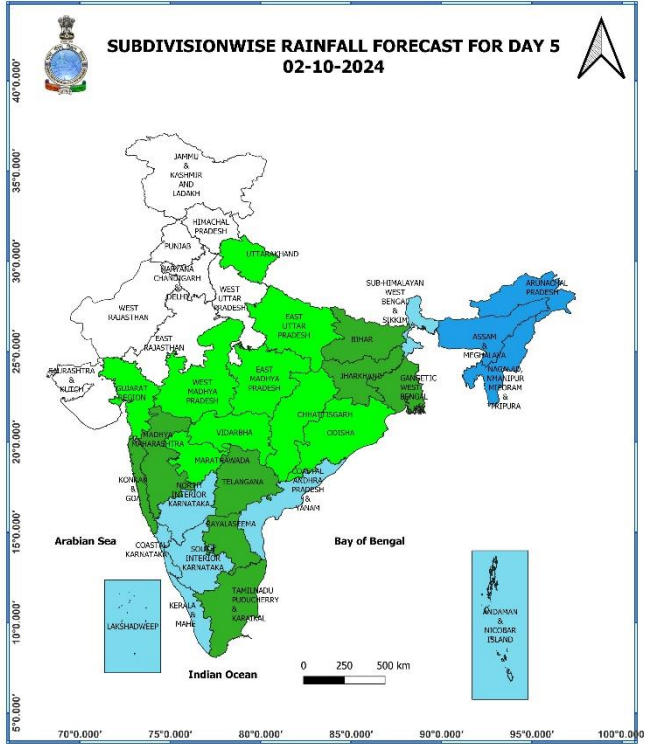 SUBDIVISIONWISE RAINFALL FORECAST FOR DAY 5
02-10-2024
40°0.000'
35°0.000'
30°0.000'
25°0.000'
20°0.000'
15°0.000'
10°0.000'
5°0.000'
JAMMU
&
KASHMIR
AND
LADAKH
HIMACHAL
PRADESH
PUNJAB
UTTARAKHAND
HARYANA
CHANDIGARH
&
DELHI
WEST
UTTAR
PRADESH
WEST
RAJASTHAN
EAST
RAJASTHAN
EAST
UTTAR
PRADESH
SUB-HIMALAYAN
WEST
BENGAL
&
SIKKIM
ARUNACHAL
PRADESH
ASSAM
&
MEGHALAYA
NAGALAD,
MANIPUR
MIZORAM
&
TRIPURA
BIHAR
JHARKHAND
GANGETIC
WEST
BENGAL
SAURASHTRA
&
KUTCH
GUJARAT
REGION
WEST
MADHYA
PRADESH
EAST
MADHYA
PRADESH
CHHATTISGARH
ODISHA
VIDARBHA
MADHYA
MAHARASHTRA
MARATHAWADA
KONKAN
&
GOA
TELANGANA
COASTAL
ANDHRA
PRADESH
&
YANAM
NORTH
INTERIOR
KARNATAKA
RAYALASEEMA
COASTAL
KARNATAKA
SOUTH
INTERIOR
KARNATAKA
KERALA
&
MAHE
TAMILNADU
PUDUCHERRY
&
KARAIKAL
LAKSHADWEEP
ANDAMAN
&
NICOBAR
ISLAND
Arabian Sea
Bay of Bengal
Indian Ocean
0 250 500 km
70°0.000' 75°0.000' 80°0.000' 85°0.000' 90°0.000' 95°0.000' 100°0.000'